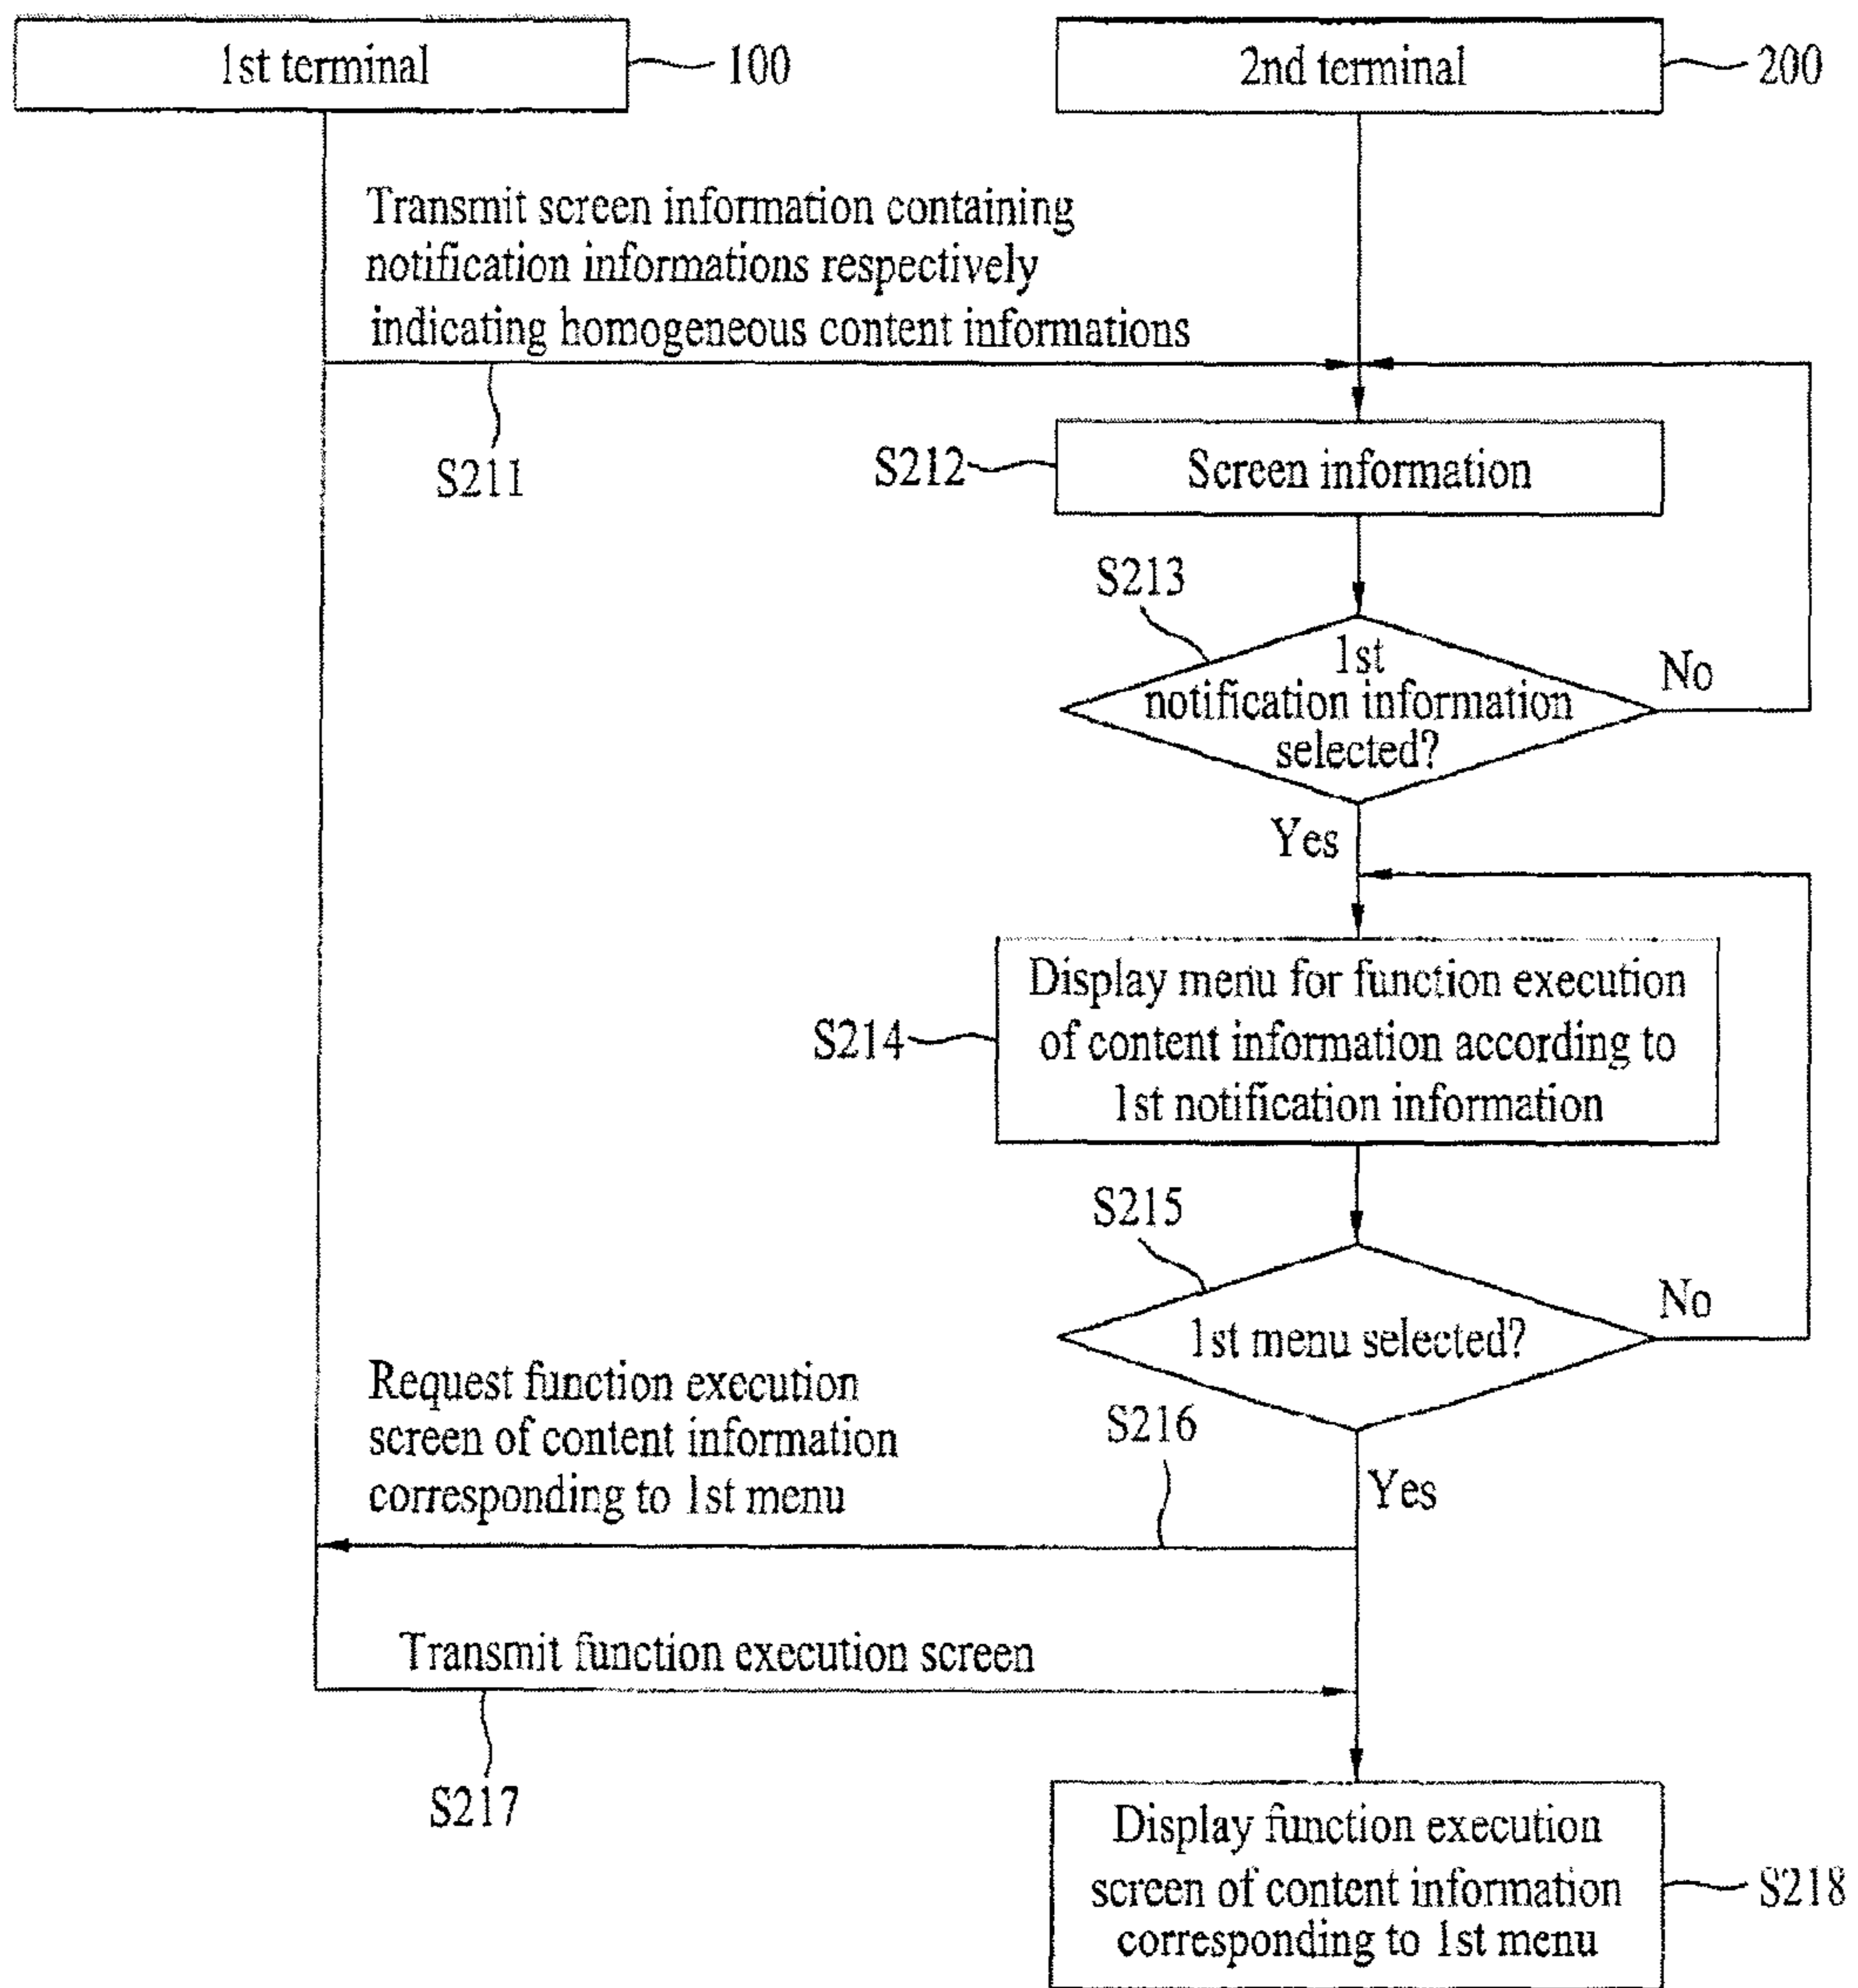 1st terminal
100
2nd terminal
200
Transmit screen information containing
notification informations respectively
indicating homogeneous content informations
S211
S212
Screen information
S213
1st
notification information
selected?
No
Yes
S214
Display menu for function execution
of content information according to
1st notification information
S215
1st menu selected?
No
Request function execution
screen of content information
corresponding to 1st menu
S216
Yes
Transmit function execution screen
S217
Display function execution
screen of content information
corresponding to 1st menu
S218